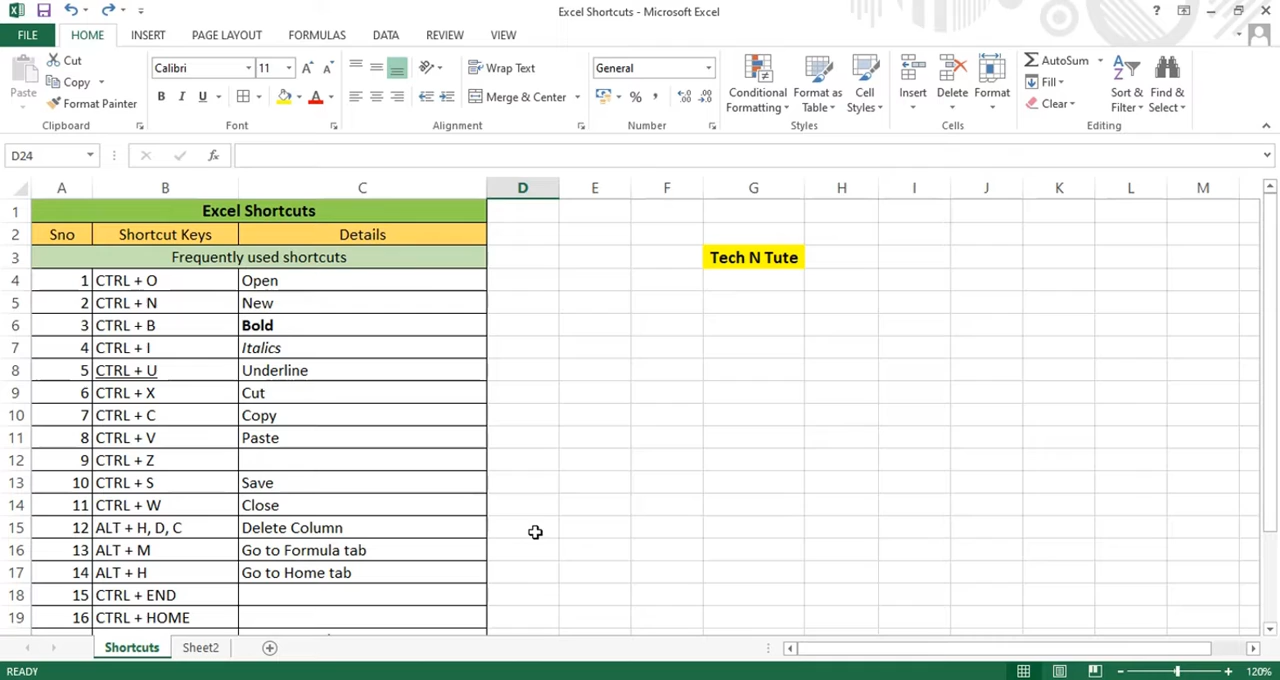 Excel Shortcuts - Microsoft Excel
?
FILE HOME INSERT PAGE LAYOUT FORMULAS DATA REVIEW VIEW
Paste
Cut
Copy
Format Painter
Clipboard
Calibri 11 A A
B I U A
Font
Wrap Text
Merge & Center
Alignment
General
% ,
Number
Conditional Formatting
Format as Table
Cell Styles
Styles
Insert Delete Format
Cells
AutoSum
Fill
Clear
Sort & Filter
Find & Select
Editing
D24 fx
A B C D E F G H I J K L M
1 Excel Shortcuts
2 Sno Shortcut Keys Details
3 Frequently used shortcuts Tech N Tute
4 1 CTRL + O Open
5 2 CTRL + N New
6 3 CTRL + B Bold
7 4 CTRL + I Italics
8 5 CTRL + U Underline
9 6 CTRL + X Cut
10 7 CTRL + C Copy
11 8 CTRL + V Paste
12 9 CTRL + Z
13 10 CTRL + S Save
14 11 CTRL + W Close
15 12 ALT + H, D, C Delete Column
16 13 ALT + M Go to Formula tab
17 14 ALT + H Go to Home tab
18 15 CTRL + END
19 16 CTRL + HOME
Shortcuts Sheet2
READY 120%